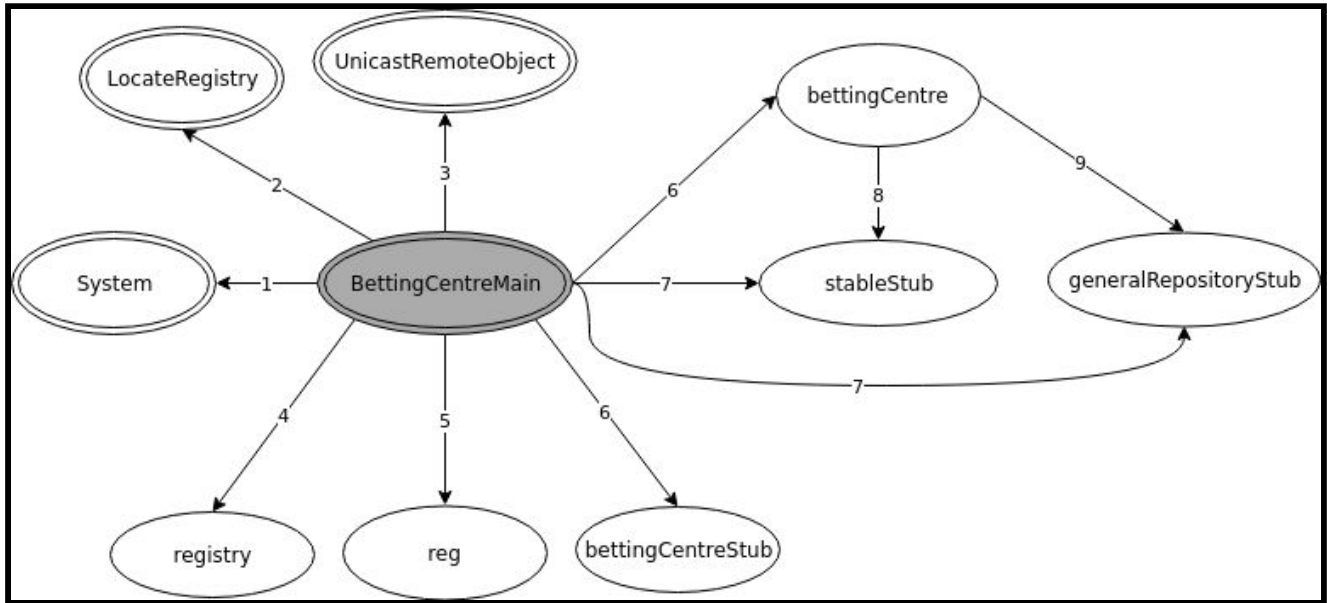 UnicastRemoteObject
LocateRegistry
bettingCentre
9
3
2
6
8
System
1
BettingCentreMain
7
stableStub
generalRepositoryStub
7
4
5
6
registry
reg
bettingCentreStub